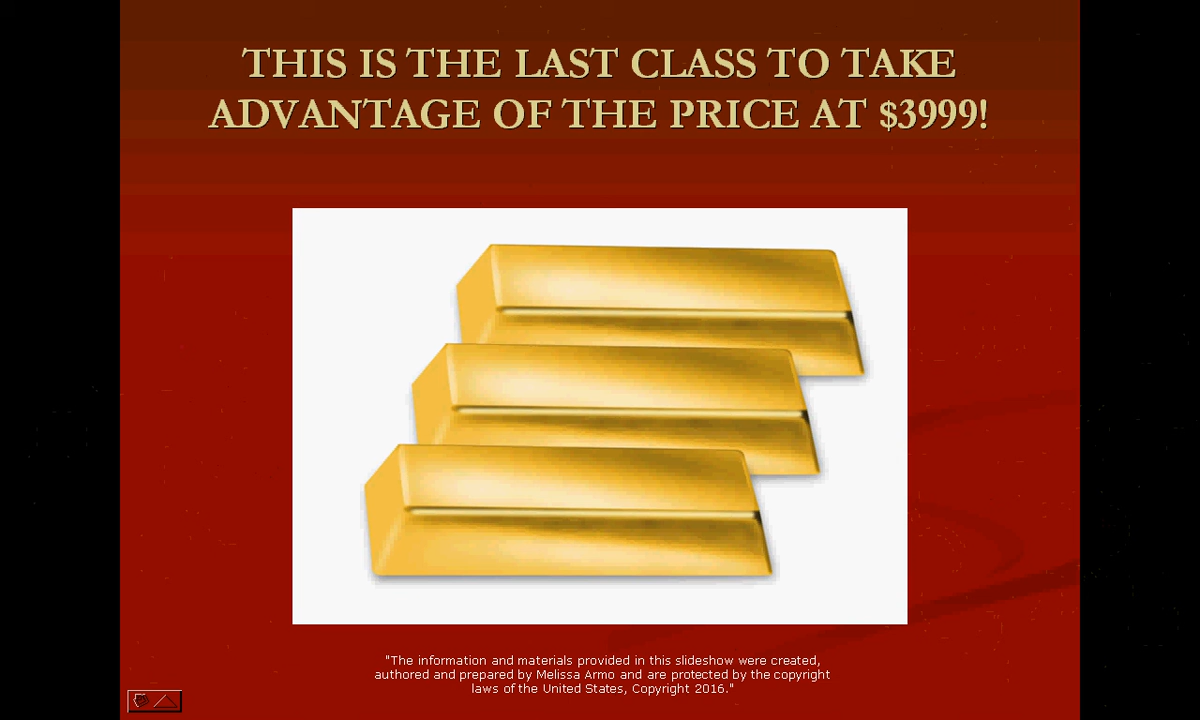 THIS IS THE LAST CLASS TO TAKE
ADVANTAGE OF THE PRICE AT $3999!
"The information and materials provided in this slideshow were created,
authored and prepared by Melissa Armo and are protected by the copyright
laws of the United States, Copyright 2016."